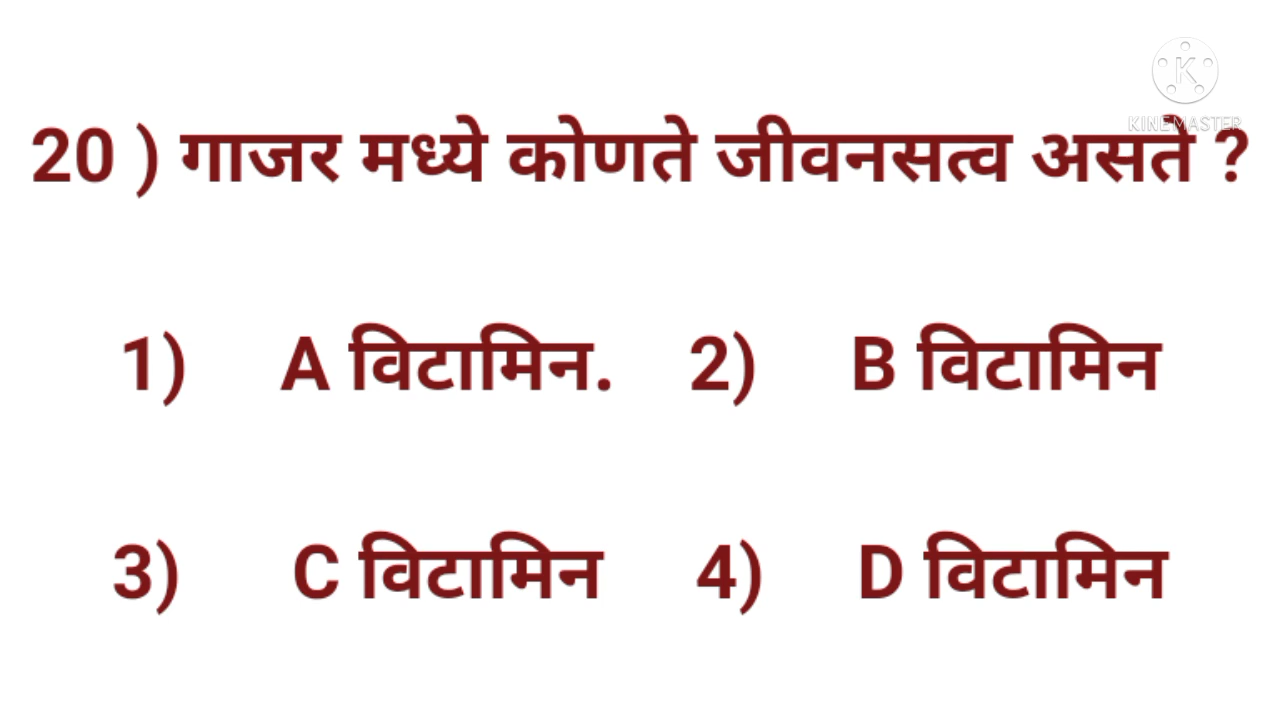 KINEMASTER
20 ) गाजर मध्ये कोणते जीवनसत्व असत ?
1) A विटामिन. 2) B विटामिन
3) C विटामिन 4) D विटामिन